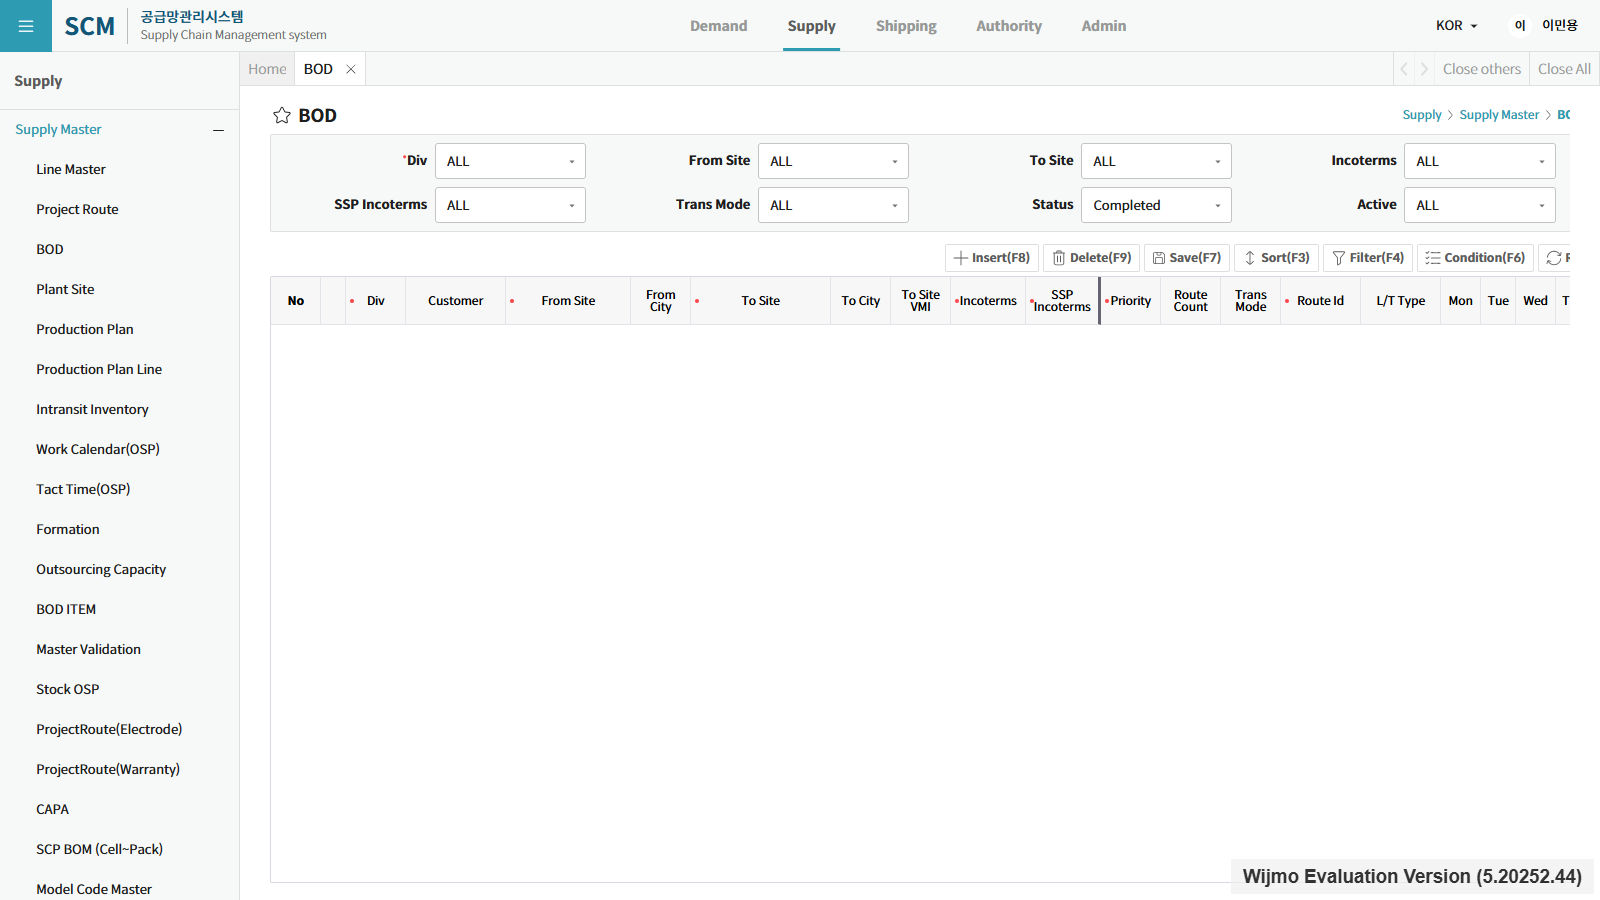 SCM
공급망관리시스템
Supply Chain Management system
Demand
Supply
Shipping
Authority
Admin
KOR
이
이민용
Supply
Home
BOD
Close others
Close All
Supply Master
Line Master
Project Route
BOD
Plant Site
Production Plan
Production Plan Line
Intransit Inventory
Work Calendar(OSP)
Tact Time(OSP)
Formation
Outsourcing Capacity
BOD ITEM
Master Validation
Stock OSP
ProjectRoute(Electrode)
ProjectRoute(Warranty)
CAPA
SCP BOM (Cell~Pack)
Model Code Master
BOD
Supply > Supply Master >
*Div ALL
From Site ALL
To Site ALL
Incoterms ALL
SSP Incoterms ALL
Trans Mode ALL
Status Completed
Active ALL
Insert(F8)
Delete(F9)
Save(F7)
Sort(F3)
Filter(F4)
Condition(F6)
No
Div
Customer
From Site
From
City
To Site
To City
To Site
VMI
Incoterms
SSP
Incoterms
Priority
Route
Count
Trans
Mode
Route Id
L/T Type
Mon
Tue
Wed
Wijmo Evaluation Version (5.20252.44)